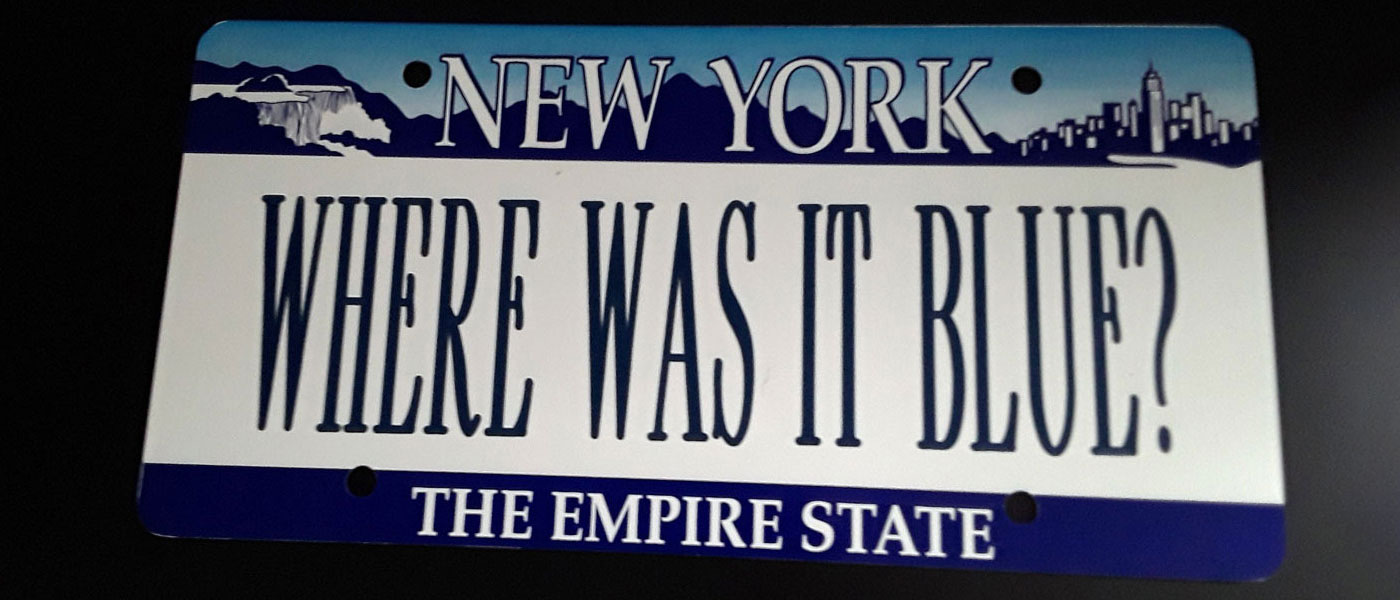 NEW YORK
WHERE WAS IT BLUE?
THE EMPIRE STATE